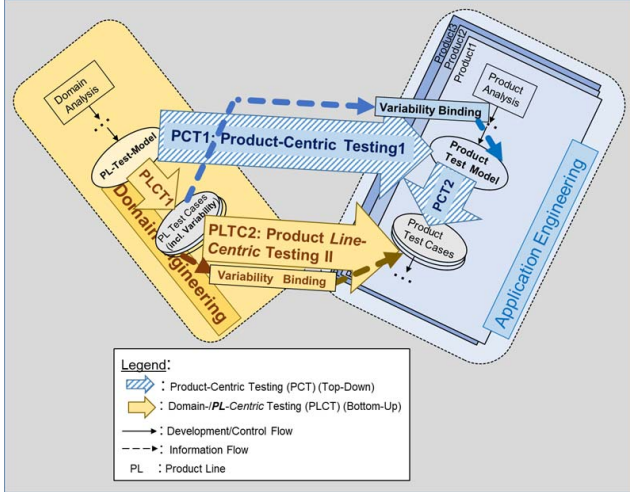 Domain
Analysis
PL-Test-Model
PLCT1
Domain Engineering
PL Test Cases
(incl. Variability)
PCT1: Product-Centric Testing1
PLTC2: Product Line-
Centric Testing II
Variability Binding
Variability Binding
Product3
Product2
Product1
Product
Analysis
Product
Test Model
PCT2
Product
Test Cases
Application Engineering
Legend:
: Product-Centric Testing (PCT) (Top-Down)
: Domain-/PL-Centric Testing (PLCT) (Bottom-Up)
: Development/Control Flow
: Information Flow
PL : Product Line